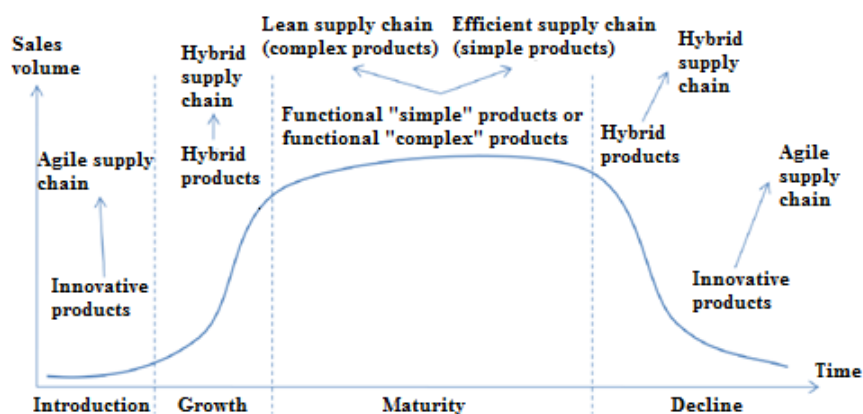 Sales
volume
Hybrid
supply
chain
Hybrid
products
Lean supply chain
(complex products)
Efficient supply chain
(simple products)
Functional "simple" products or
functional "complex" products
Hybrid
supply
chain
Hybrid
products
Agile supply
chain
Innovative
products
Agile
supply
chain
Innovative
products
Time
Introduction
Growth
Maturity
Decline